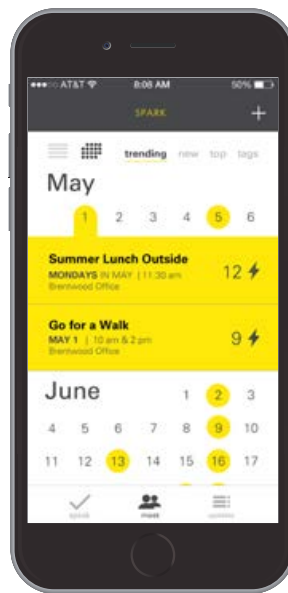 AT&T 8:08 AM 50%
SPARK +
trending new top tags
May
1 2 3 4 5 6
Summer Lunch Outside
MONDAYS IN MAY | 11:30 am
Brentwood Office
12
Go for a Walk
MAY 1 | 10 am & 2 pm
Brentwood Office
9
June 1 2 3
4 5 6 7 8 9 10
11 12 13 14 15 16 17
meet